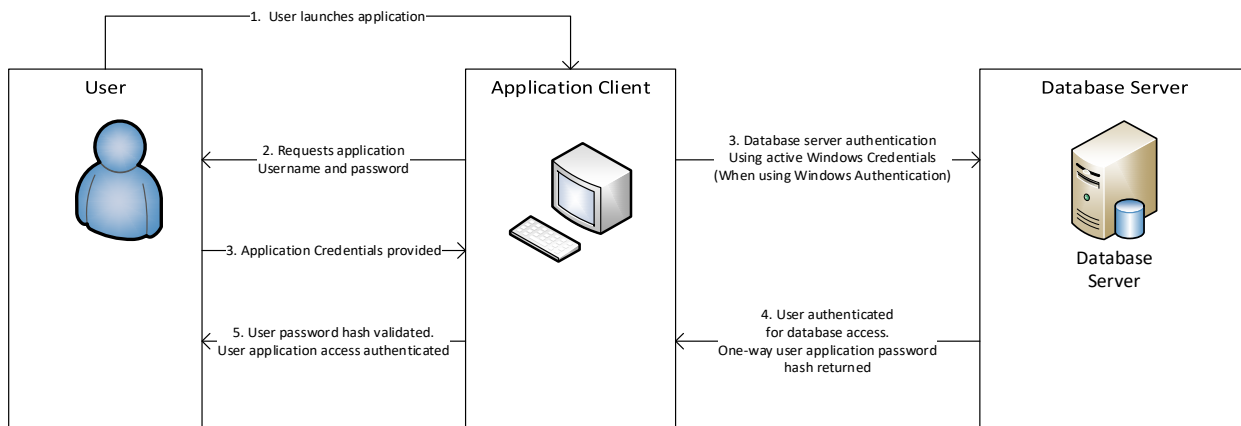 1. User launches application
User
Application Client
Database Server
2. Requests application
Username and password
3. Database server authentication
Using active Windows Credentials
(When using Windows Authentication)
3. Application Credentials provided
Database
Server
5. User password hash validated.
User application access authenticated
4. User authenticated
for database access.
One-way user application password
hash returned